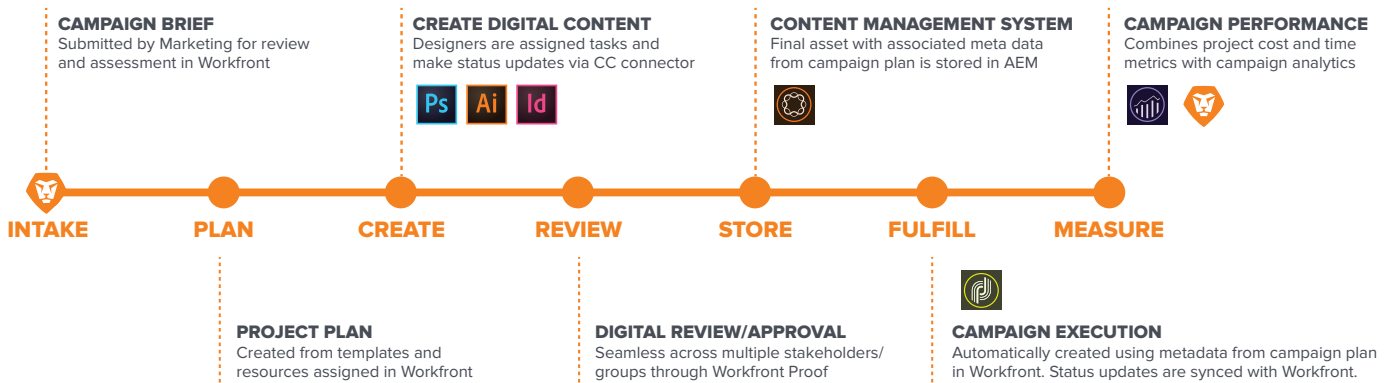 CAMPAIGN BRIEF
Submitted by Marketing for review
and assessment in Workfront
CREATE DIGITAL CONTENT
Designers are assigned tasks and
make status updates via CC connector
Ps Ai Id
CONTENT MANAGEMENT SYSTEM
Final asset with associated meta data
from campaign plan is stored in AEM
CAMPAIGN PERFORMANCE
Combines project cost and time
metrics with campaign analytics
INTAKE PLAN CREATE REVIEW STORE FULFILL MEASURE
PROJECT PLAN
Created from templates and
resources assigned in Workfront
DIGITAL REVIEW/APPROVAL
Seamless across multiple stakeholders/
groups through Workfront Proof
CAMPAIGN EXECUTION
Automatically created using metadata from campaign plan
in Workfront. Status updates are synced with Workfront.